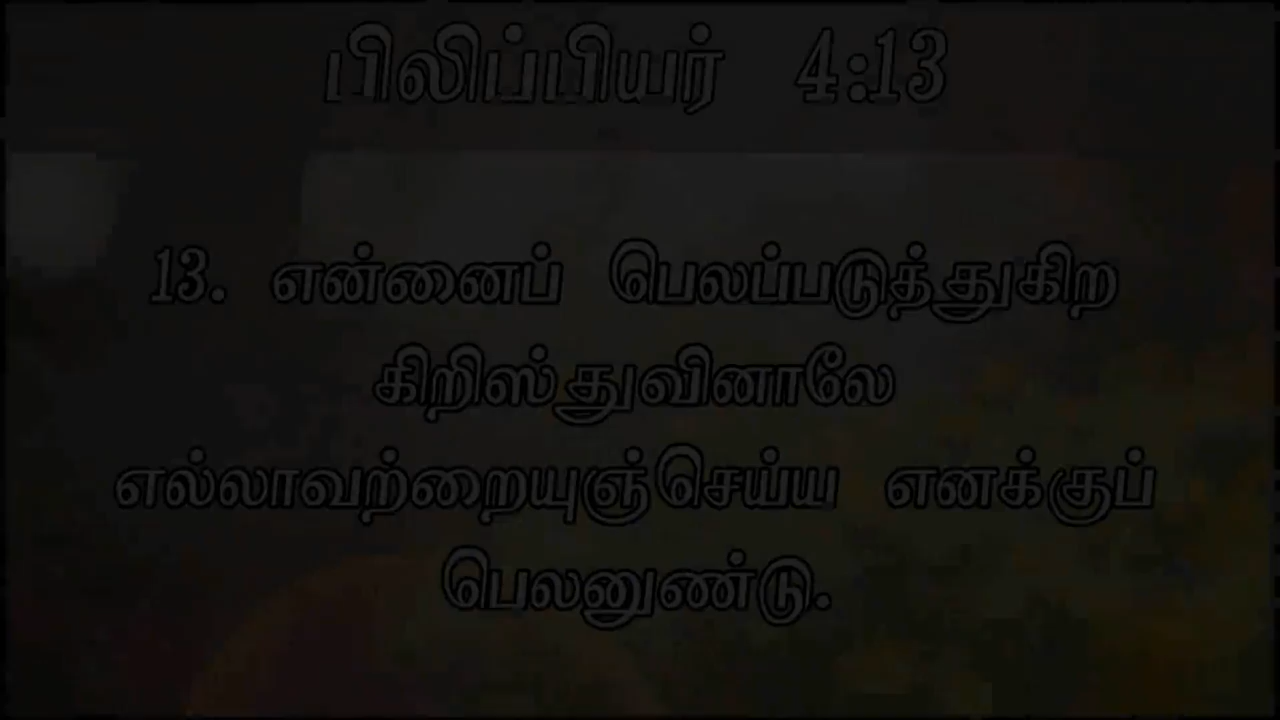 பிலிப்பியர் 4:13
13. என்னைப் பெலப்படுத்துகிற
கிறிஸ்துவினாலே
எல்லாவற்றையுஞ்செய்ய எனக்குப்
பெலனுண்டு.